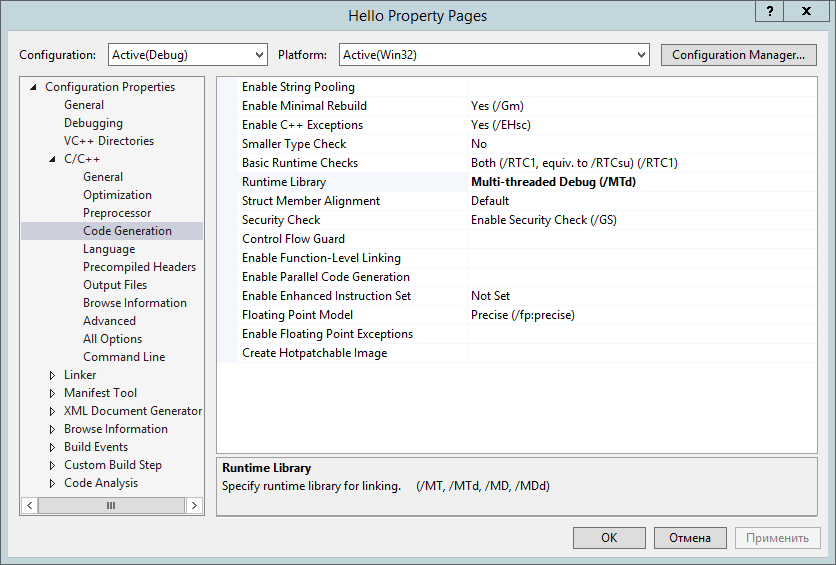 Hello Property Pages
? x
Configuration: Active(Debug) Platform: Active(Win32) Configuration Manager...
Configuration Properties
General
Debugging
VC++ Directories
C/C++
General
Optimization
Preprocessor
Code Generation
Language
Precompiled Headers
Output Files
Browse Information
Advanced
All Options
Command Line
Linker
Manifest Tool
XML Document Generator
Browse Information
Build Events
Custom Build Step
Code Analysis
Enable String Pooling
Enable Minimal Rebuild Yes (/Gm)
Enable C++ Exceptions Yes (/EHsc)
Smaller Type Check No
Basic Runtime Checks Both (/RTC1, equiv. to /RTCsu) (/RTC1)
Runtime Library Multi-threaded Debug (/MTd)
Struct Member Alignment Default
Security Check Enable Security Check (/GS)
Control Flow Guard
Enable Function-Level Linking
Enable Parallel Code Generation
Enable Enhanced Instruction Set Not Set
Floating Point Model Precise (/fp:precise)
Enable Floating Point Exceptions
Create Hotpatchable Image
Runtime Library
Specify runtime library for linking. (/MT, /MTd, /MD, /MDd)
OK Отмена Применить